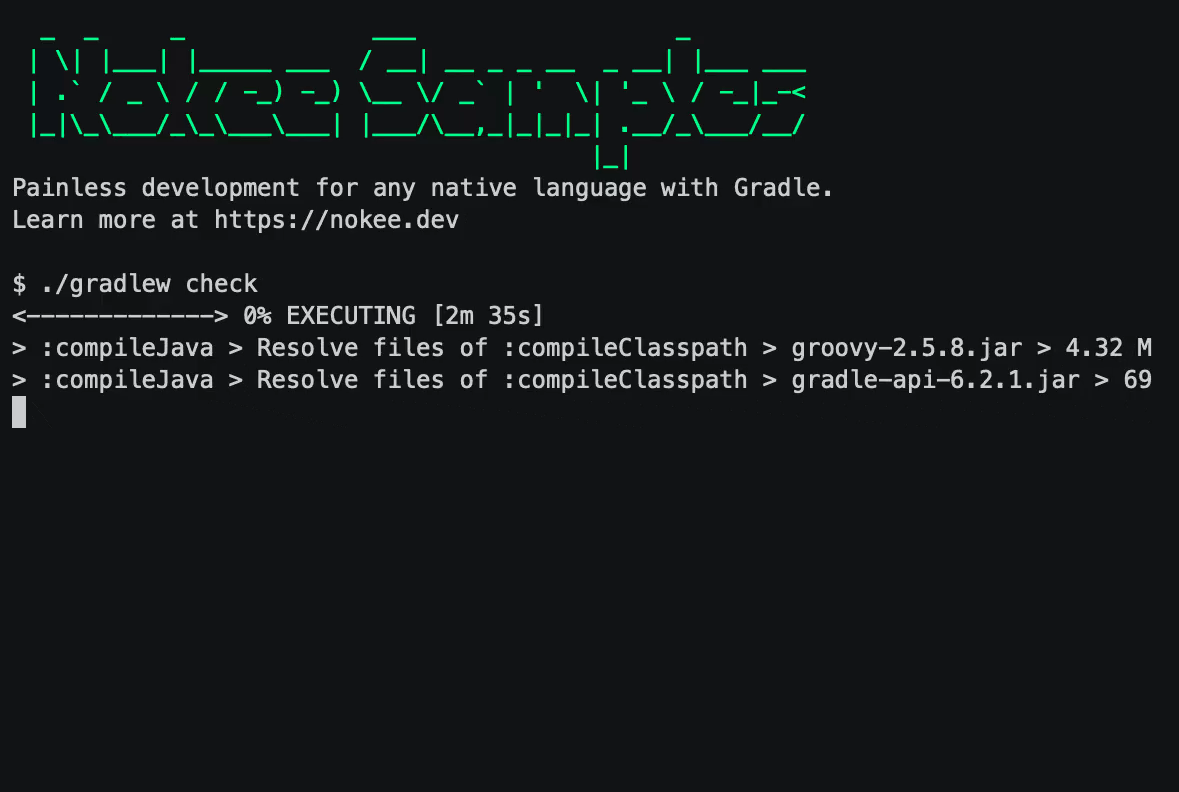 Nokee Samples
Painless development for any native language with Gradle.
Learn more at https://nokee.dev
$ ./gradlew check
<-------------> 0% EXECUTING [2m 35s]
> :compileJava > Resolve files of :compileClasspath > groovy-2.5.8.jar > 4.32 M
> :compileJava > Resolve files of :compileClasspath > gradle-api-6.2.1.jar > 69